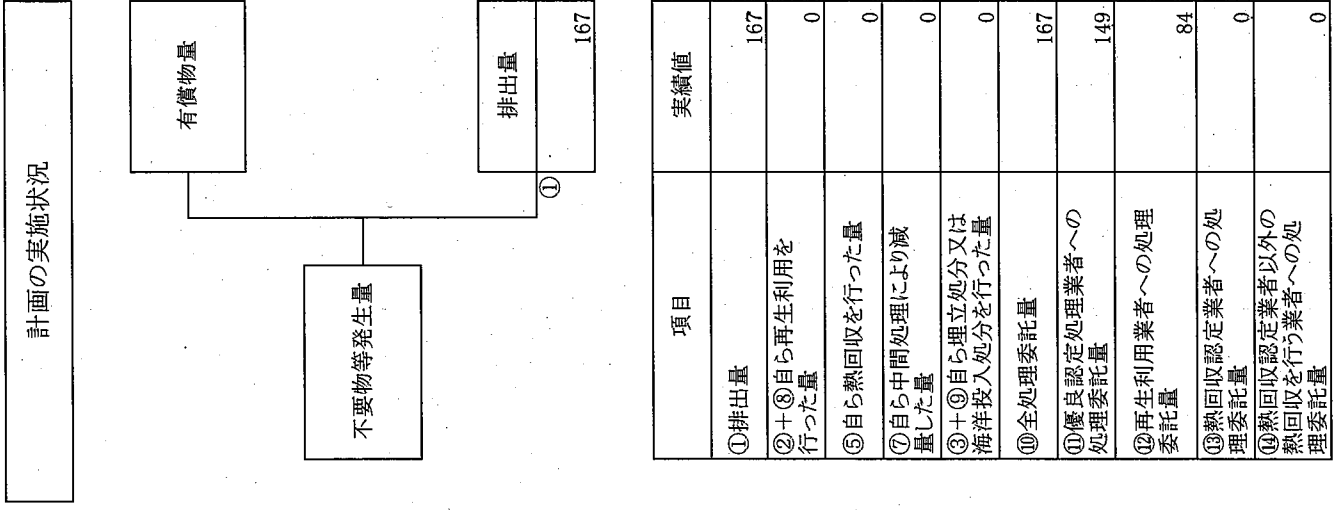 計画の実施状況
有償物量
不要物等発生量
排出量
①
167
項目
実績値
①排出量
167
②+⑧自ら再生利用を
行った量
0
⑤自ら熱回収を行った量
0
⑦自ら中間処理により減
量した量
0
③+⑨自ら埋立処分又は
海洋投入処分を行った量
0
⑩全処理委託量
167
⑪優良認定処理業者への
処理委託量
149
⑫再生利用業者への処理
委託量
84
⑬熱回収認定業者への処
理委託量
0
⑭熱回収認定業者以外の
熱回収を行う業者への処
理委託量
0